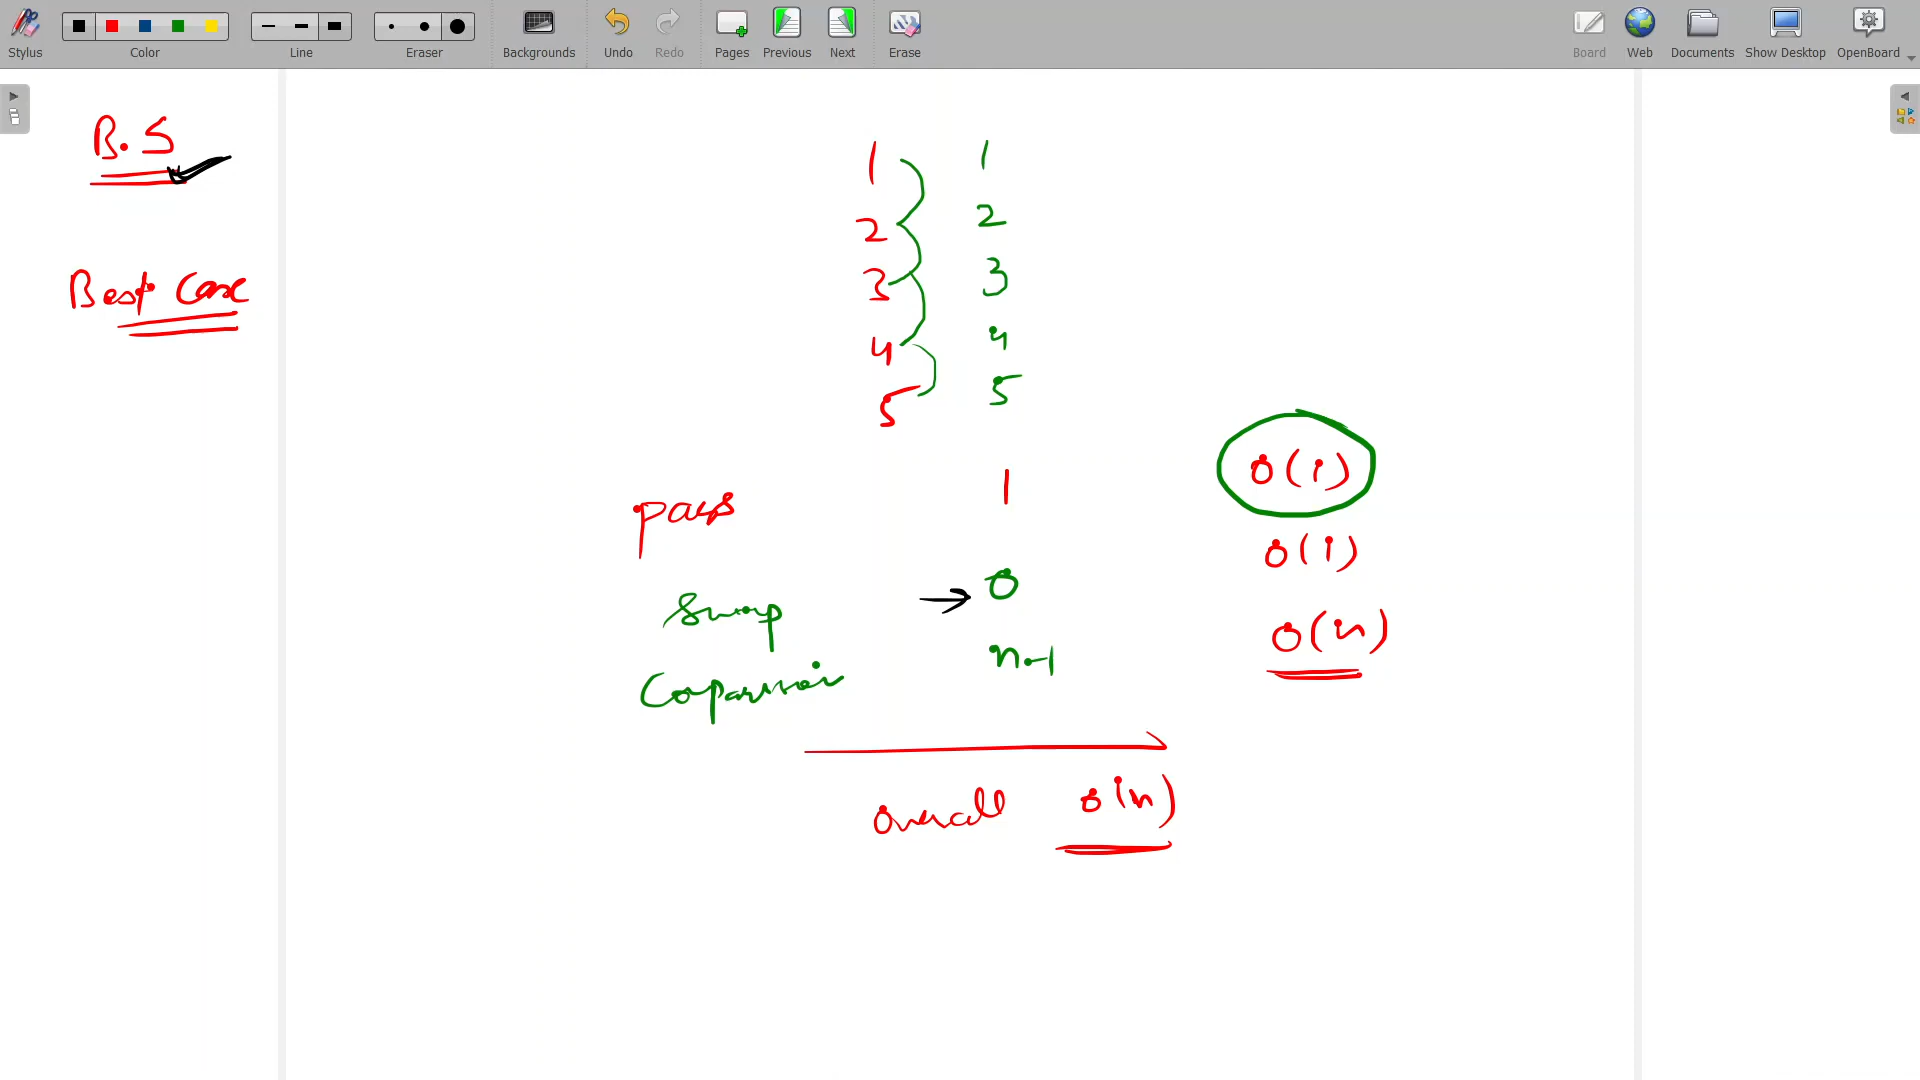 Stylus Color Line Eraser Backgrounds Undo Redo Pages Previous Next Erase Board Web Documents Show Desktop OpenBoard
B.S
Best Case
1 1
2 2
3 3
4 4
5 5
pass 1 O(1)
Swap → 0 O(1)
Comparison n-1 O(n)
Overall O(n)